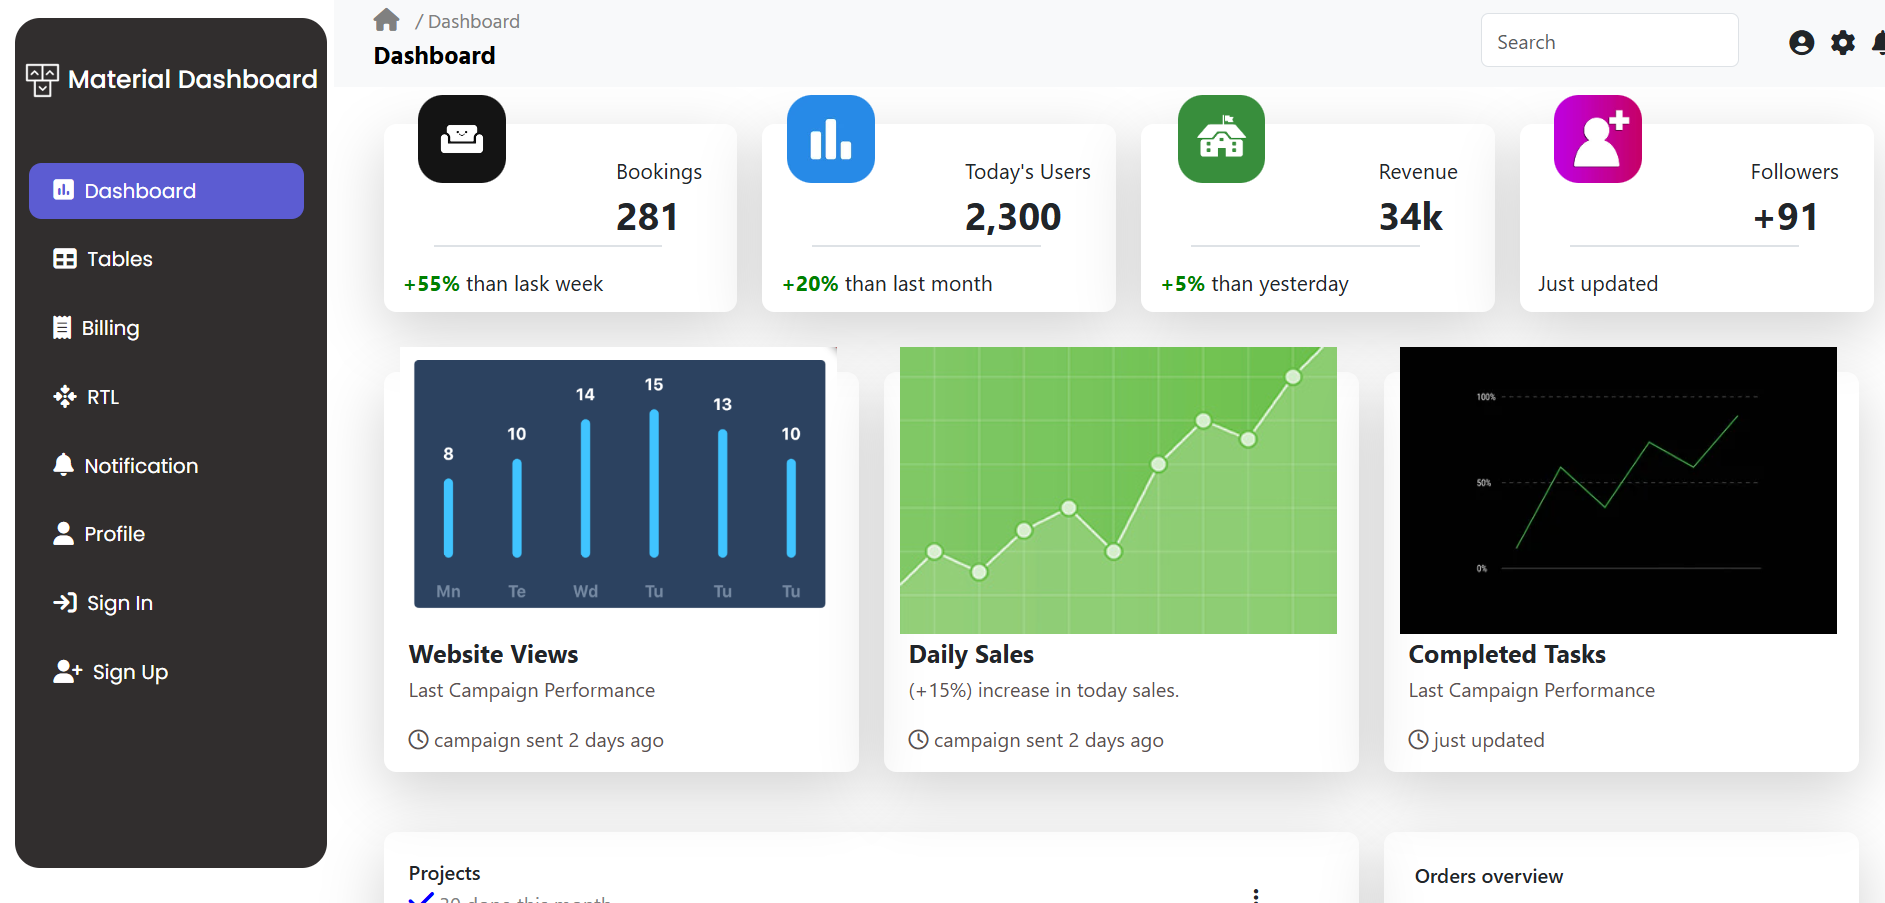 Material Dashboard
Dashboard
Tables
Billing
RTL
Notification
Profile
Sign In
Sign Up
/ Dashboard
Dashboard
Search
Bookings
281
+55% than lask week
Today's Users
2,300
+20% than last month
Revenue
34k
+5% than yesterday
Followers
+91
Just updated
8 10 14 15 13 10
Mn Te Wd Tu Tu Tu
Website Views
Last Campaign Performance
campaign sent 2 days ago
Daily Sales
(+15%) increase in today sales.
campaign sent 2 days ago
100%
50%
0%
Completed Tasks
Last Campaign Performance
just updated
Projects
30 done this month
Orders overview